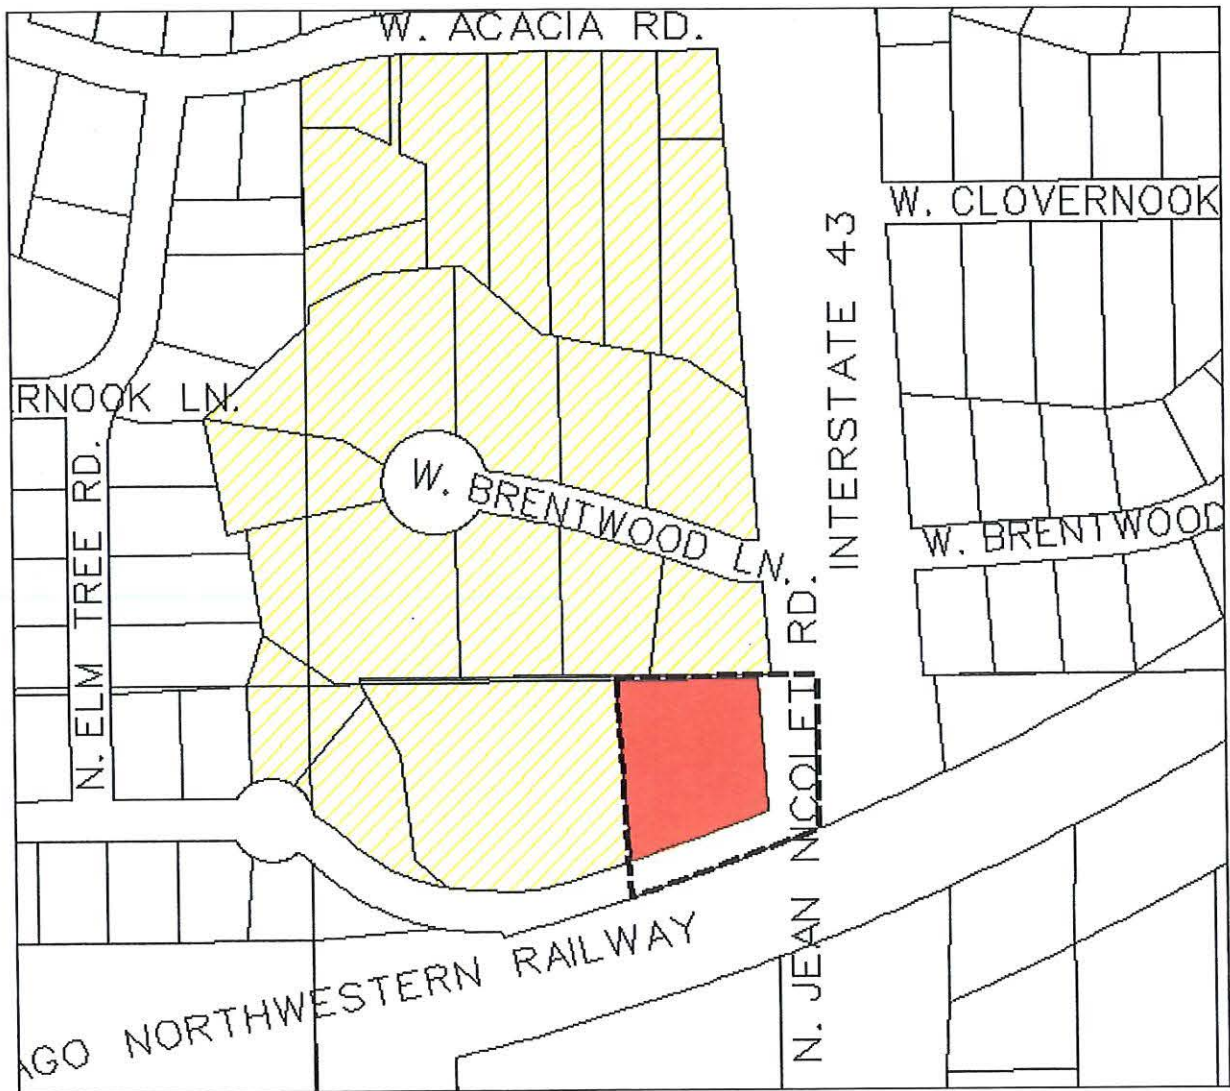 W. ACACIA RD.
W. CLOVERNOOK
INTERSTATE 43
RNOOK LN.
N. ELM TREE RD.
W. BRENTWOOD LN.
W. BRENTWOOD
N. JEAN NICOLET RD.
AGO NORTHWESTERN RAILWAY